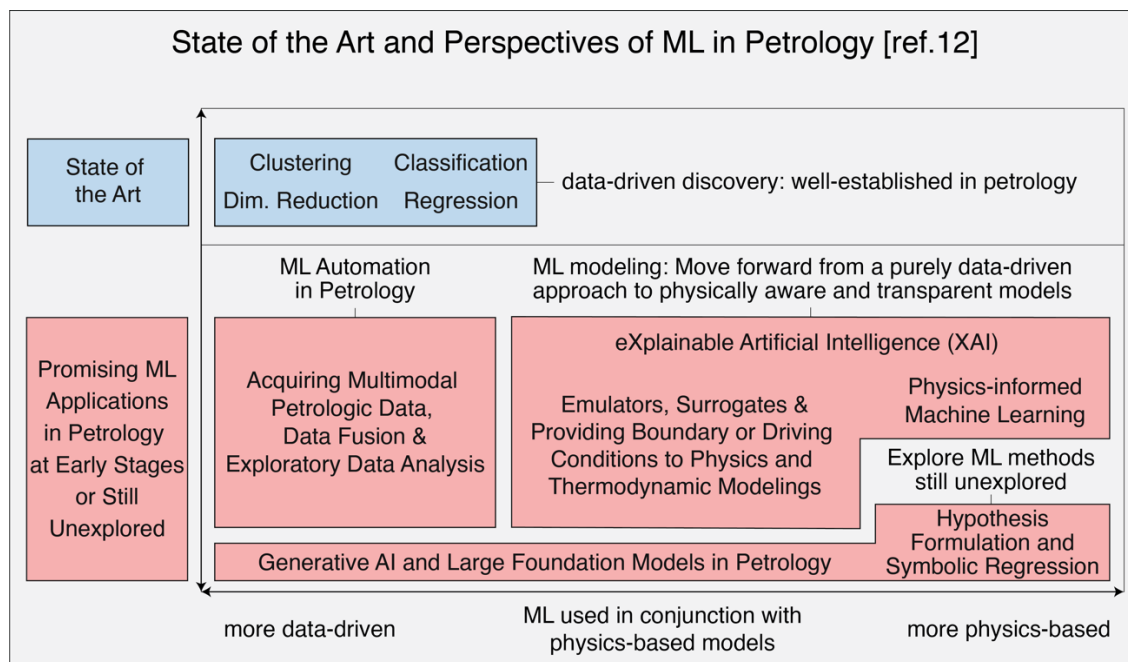 State of the Art and Perspectives of ML in Petrology [ref.12]
State of
the Art
Clustering
Classification
Dim. Reduction
Regression
data-driven discovery: well-established in petrology
ML Automation
in Petrology
ML modeling: Move forward from a purely data-driven
approach to physically aware and transparent models
Promising ML
Applications
in Petrology
at Early Stages
or Still
Unexplored
Acquiring Multimodal
Petrologic Data,
Data Fusion &
Exploratory Data Analysis
eXplainable Artificial Intelligence (XAI)
Emulators, Surrogates &
Providing Boundary or Driving
Conditions to Physics and
Thermodynamic Modelings
Physics-informed
Machine Learning
Explore ML methods
still unexplored
Generative AI and Large Foundation Models in Petrology
Hypothesis
Formulation and
Symbolic Regression
more data-driven
ML used in conjunction with
physics-based models
more physics-based